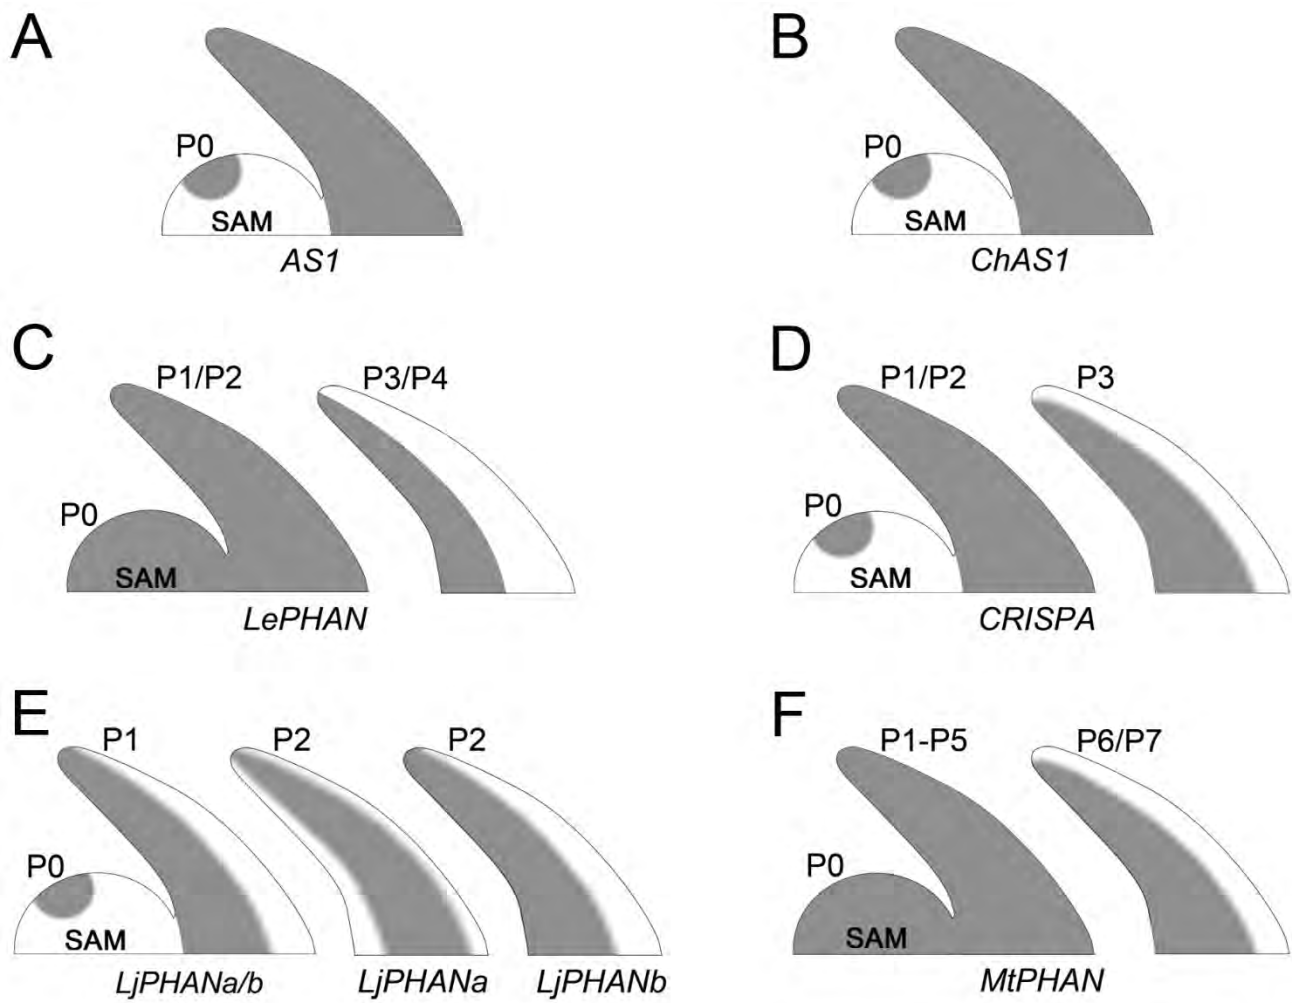 A
P0
SAM
AS1
B
P0
SAM
ChAS1
C
P1/P2
P3/P4
P0
SAM
LePHAN
D
P1/P2
P3
P0
SAM
CRISPA
E
P1
P2
P2
P0
SAM
LjPHANa/b
LjPHANa
LjPHANb
F
P1-P5
P6/P7
P0
SAM
MtPHAN